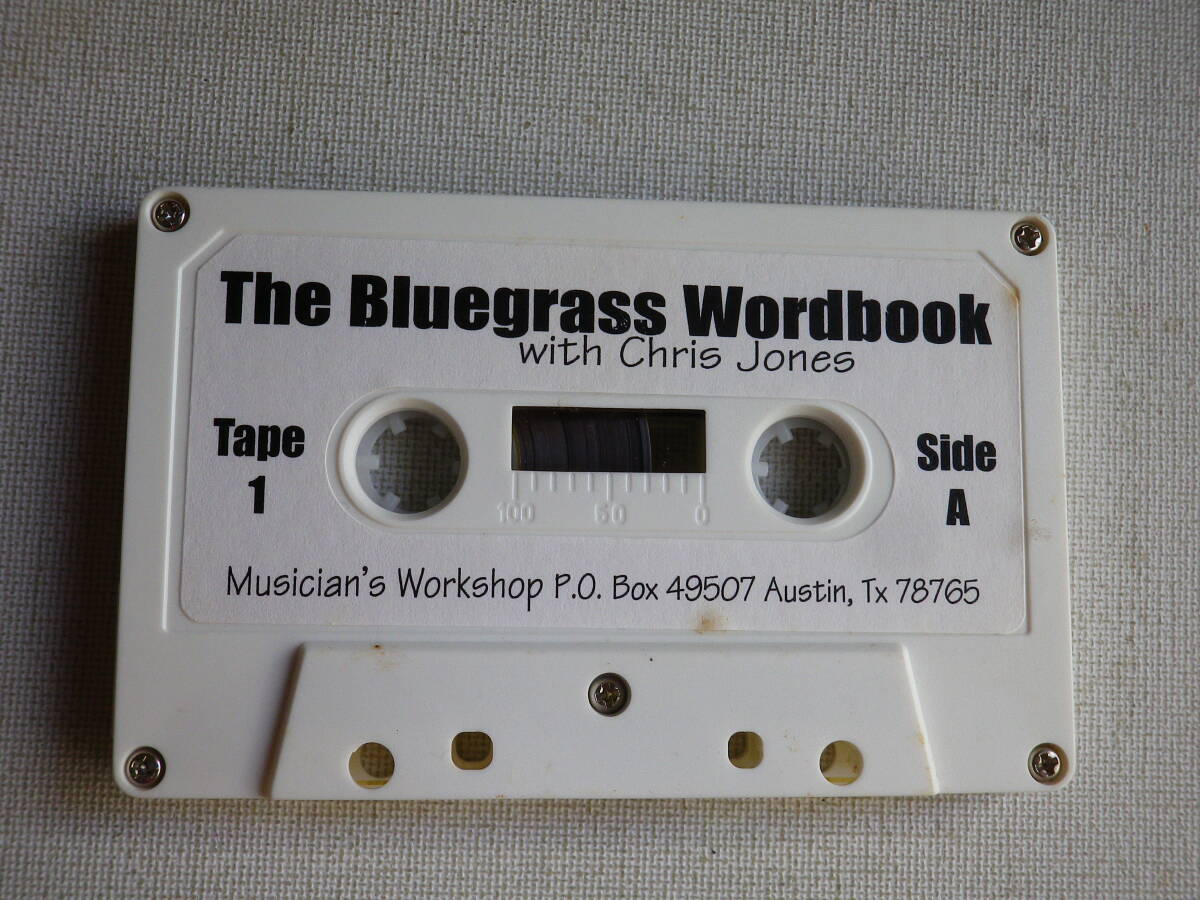 The Bluegrass Wordbook
with Chris Jones
Tape
1
Side
A
100 50 0
Musician's Workshop P.O. Box 49507 Austin, Tx 78765